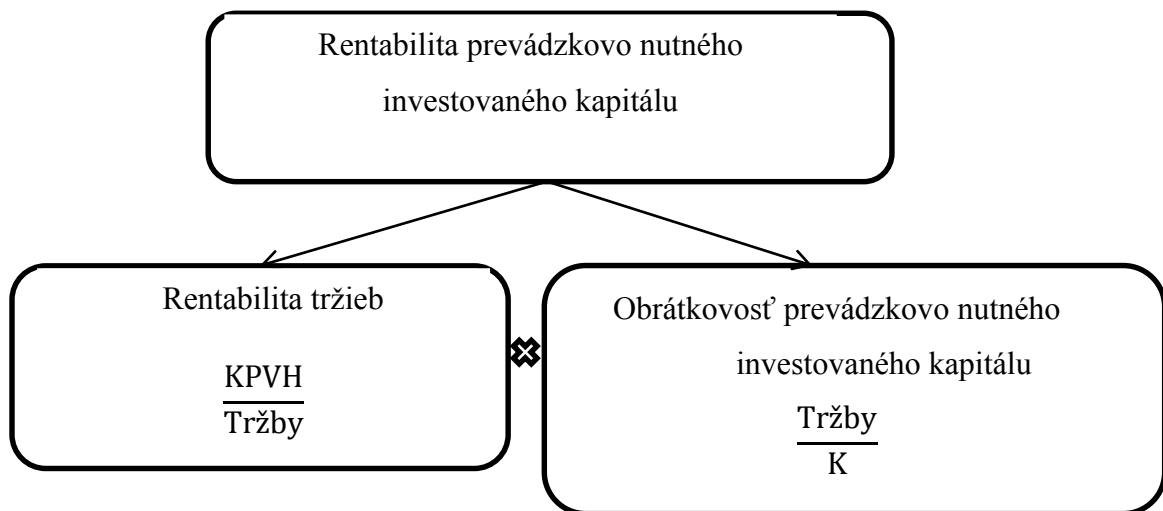 Rentabilita prevádzkovo nutného
investovaného kapitálu
Rentabilita tržieb
KPVH
Tržby
Obrátkovosť prevádzkovo nutného
investovaného kapitálu
Tržby
K